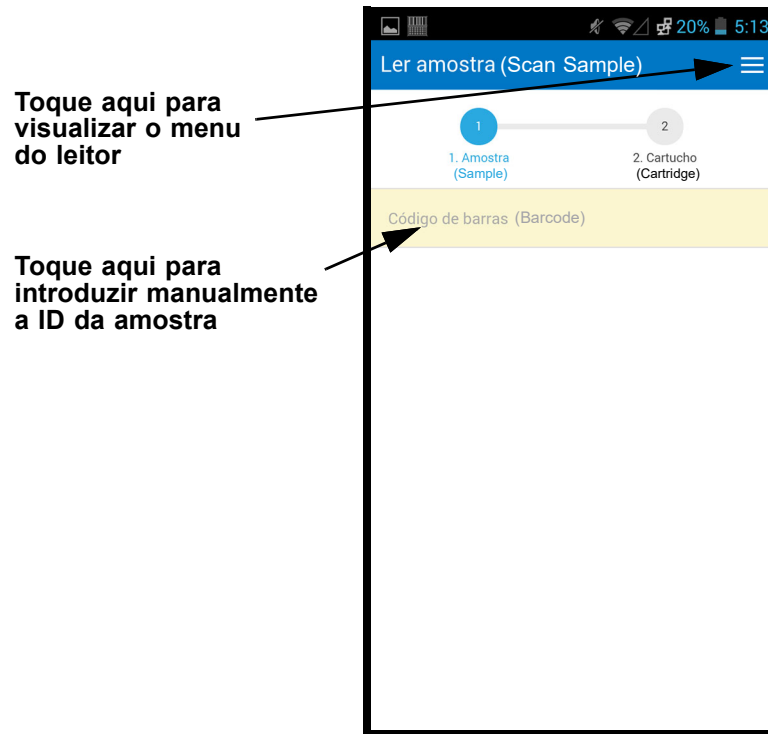 20% 5:13
Ler amostra (Scan Sample)
Toque aqui para
visualizar o menu
do leitor
1
2
1. Amostra
(Sample)
2. Cartucho
(Cartridge)
Código de barras (Barcode)
Toque aqui para
introduzir manualmente
a ID da amostra